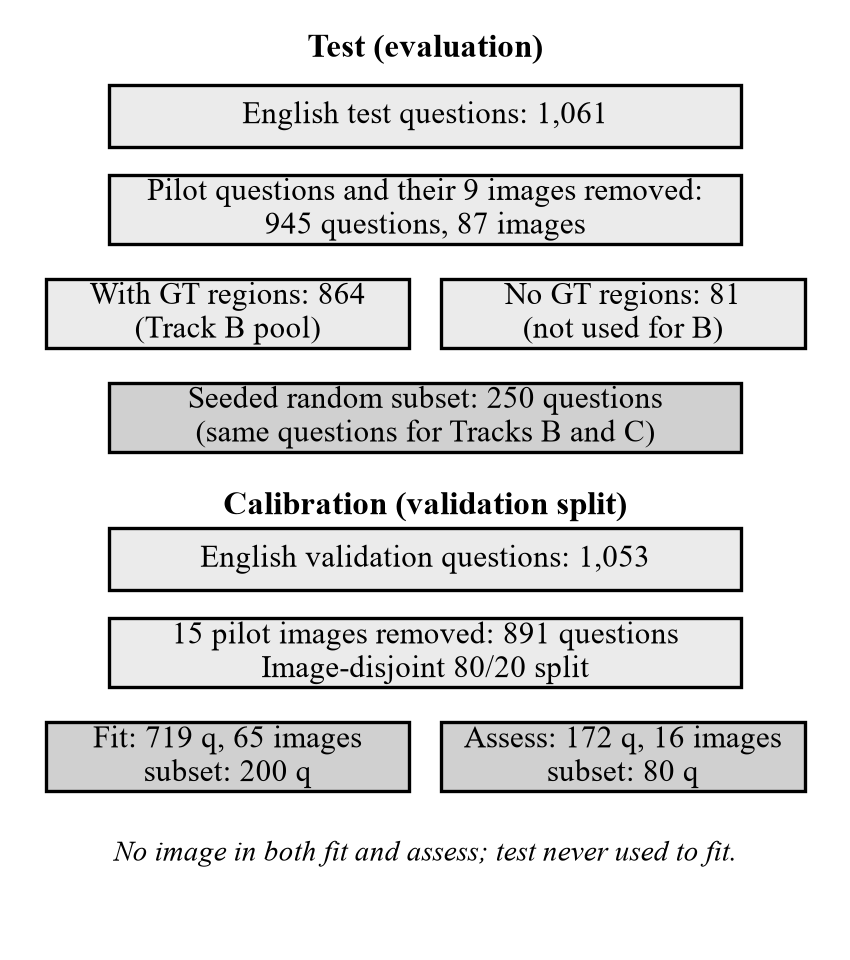 Test (evaluation)
English test questions: 1,061
Pilot questions and their 9 images removed:
945 questions, 87 images
With GT regions: 864
(Track B pool)
No GT regions: 81
(not used for B)
Seeded random subset: 250 questions
(same questions for Tracks B and C)
Calibration (validation split)
English validation questions: 1,053
15 pilot images removed: 891 questions
Image-disjoint 80/20 split
Fit: 719 q, 65 images
subset: 200 q
Assess: 172 q, 16 images
subset: 80 q
No image in both fit and assess; test never used to fit.